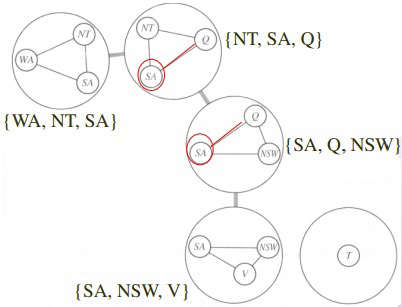 NT
WA
SA
{WA, NT, SA}
NT
Q
SA
{NT, SA, Q}
Q
SA
NSW
{SA, Q, NSW}
SA
NSW
V
{SA, NSW, V}
T